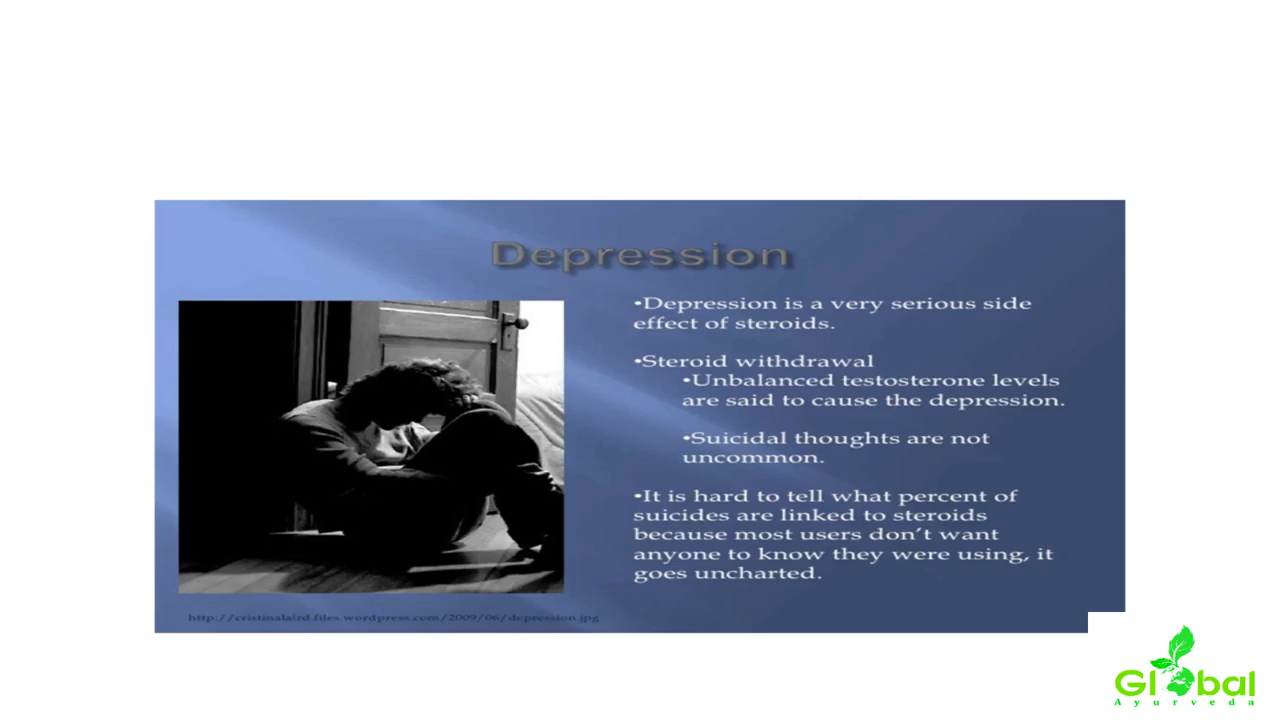 Depression
•Depression is a very serious side
effect of steroids.
•Steroid withdrawal
•Unbalanced testosterone levels
are said to cause the depression.
•Suicidal thoughts are not
uncommon.
•It is hard to tell what percent of
suicides are linked to steroids
because most users don’t want
anyone to know they were using, it
goes uncharted.
http://cristinalaird.files.wordpress.com/2009/06/depression.jpg
Global
Ayurveda